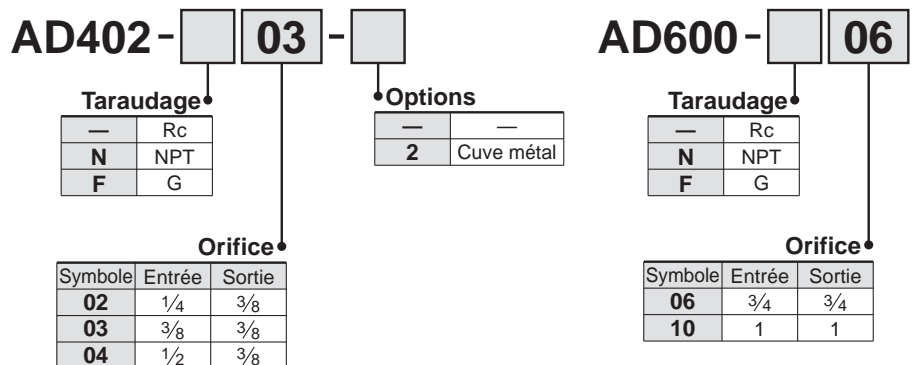 AD402- 03 -
Taraudage
— Rc
N NPT
F G
Options
— —
2 Cuve métal
Orifice
Symbole Entrée Sortie
02 1/4 3/8
03 3/8 3/8
04 1/2 3/8
AD600- 06
Taraudage
— Rc
N NPT
F G
Orifice
Symbole Entrée Sortie
06 3/4 3/4
10 1 1